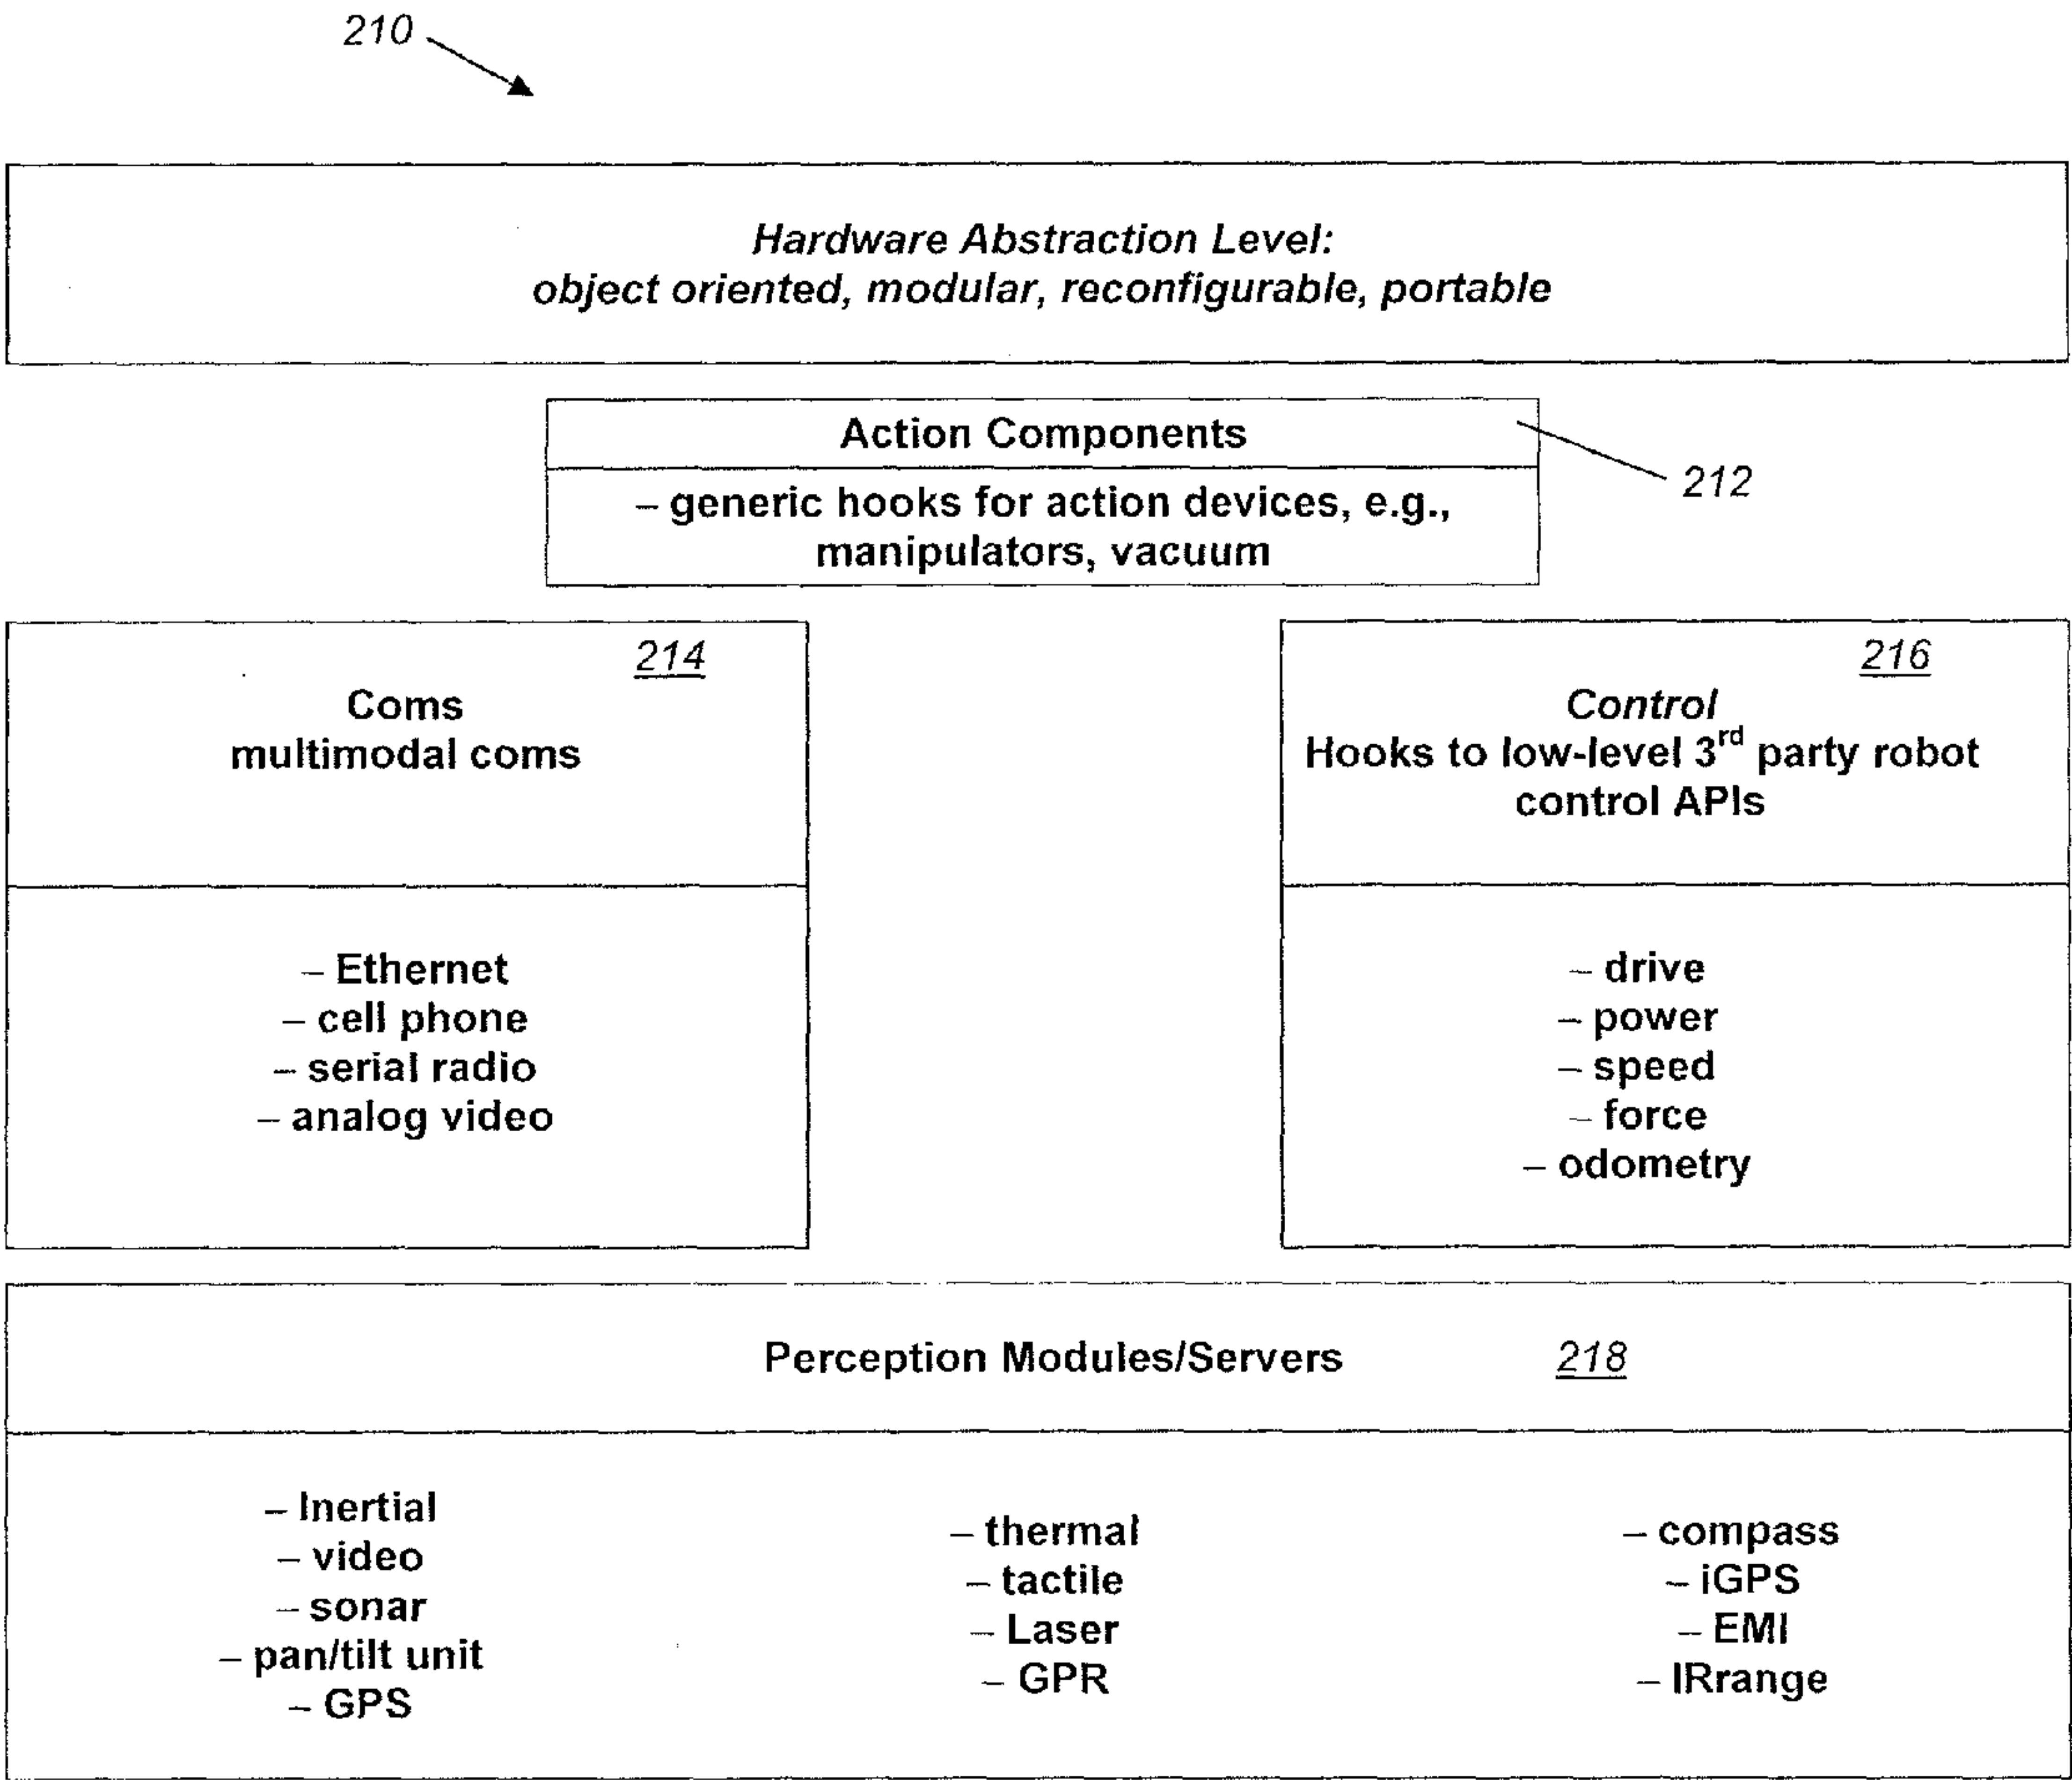 210
Hardware Abstraction Level:
object oriented, modular, reconfigurable, portable
Action Components
– generic hooks for action devices, e.g.,
manipulators, vacuum
212
214
Coms
multimodal coms
– Ethernet
– cell phone
– serial radio
– analog video
216
Control
Hooks to low-level 3rd party robot
control APIs
– drive
– power
– speed
– force
– odometry
Perception Modules/Servers 218
– Inertial
– video
– sonar
– pan/tilt unit
– GPS
– thermal
– tactile
– Laser
– GPR
– compass
– iGPS
– EMI
– IRrange